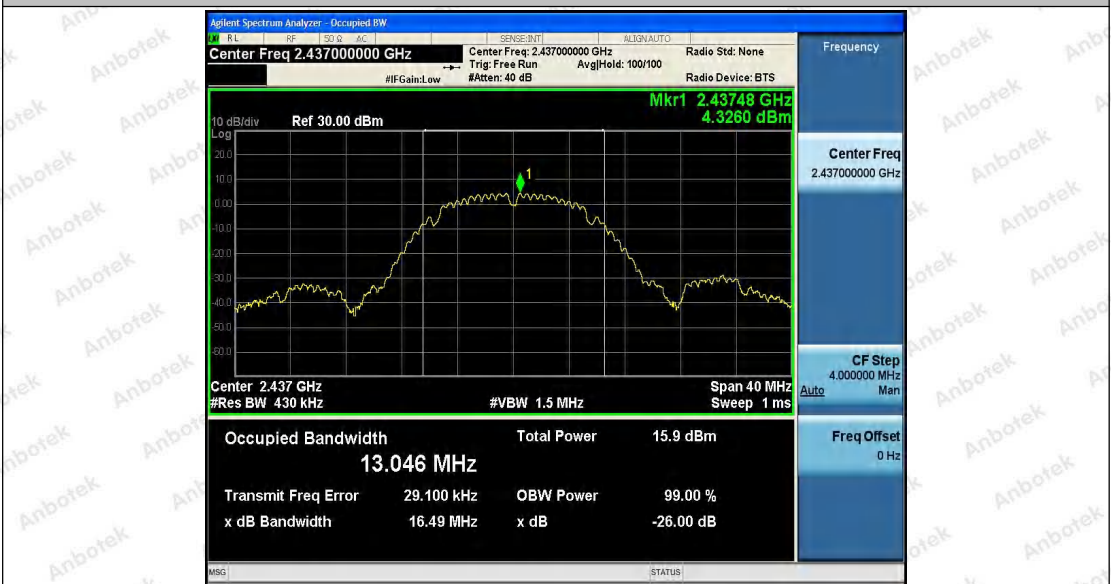 Agilent Spectrum Analyzer - Occupied BW
RL RF 50 Ω AC SENSE:INT ALIGNAUTO
Center Freq 2.437000000 GHz
Center Freq: 2.437000000 GHz Radio Std: None
Trig: Free Run Avg|Hold: 100/100
#IFGain:Low #Atten: 40 dB Radio Device: BTS
Mkr1 2.43748 GHz
4.3260 dBm
10 dB/div Ref 30.00 dBm
Log
20.0
10.0
0.00
-10.0
-20.0
-30.0
-40.0
-50.0
-60.0
1
Center 2.437 GHz Span 40 MHz
#Res BW 430 kHz #VBW 1.5 MHz Sweep 1 ms
Occupied Bandwidth Total Power 15.9 dBm
13.046 MHz
Transmit Freq Error 29.100 kHz OBW Power 99.00 %
x dB Bandwidth 16.49 MHz x dB -26.00 dB
MSG STATUS
Frequency
Center Freq
2.437000000 GHz
CF Step
4.000000 MHz
Auto Man
Freq Offset
0 Hz
Anbotek